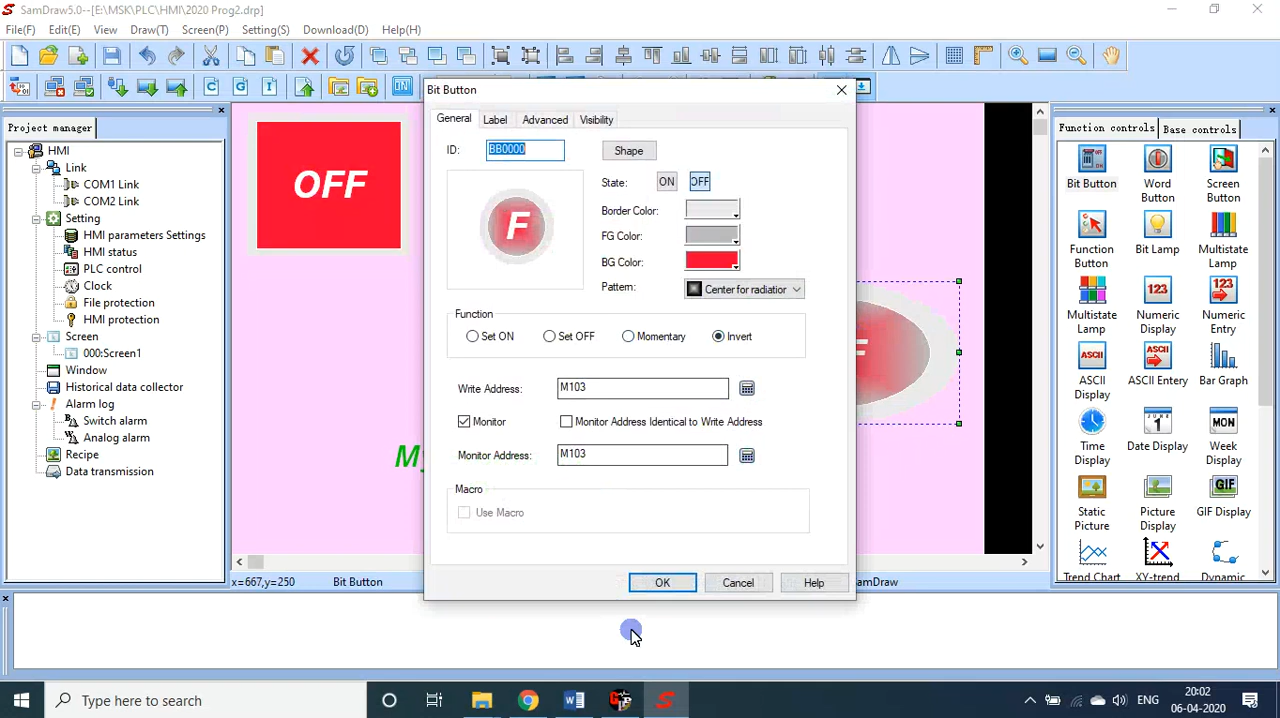 SamDraw5.0--[E:\MSK\PLC\HMI\2020 Prog2.drp]
File(F) Edit(E) View Draw(T) Screen(P) Setting(S) Download(D) Help(H)
Project manager
HMI
Link
COM1 Link
COM2 Link
Setting
HMI parameters Settings
HMI status
PLC control
Clock
File protection
HMI protection
Screen
000:Screen1
Window
Historical data collector
Alarm log
Switch alarm
Analog alarm
Recipe
Data transmission
OFF
Bit Button
General Label Advanced Visibility
ID: BB0000 Shape
F
State: ON OFF
Border Color:
FG Color:
BG Color:
Pattern: Center for radiatior
Function
Set ON Set OFF Momentary Invert
Write Address: M103
Monitor Monitor Address Identical to Write Address
Monitor Address: M103
Macro
Use Macro
OK Cancel Help
Function controls Base controls
Bit Button Word Button Screen Button
Function Button Bit Lamp Multistate Lamp
Multistate Lamp Numeric Display Numeric Entry
ASCII Display ASCII Entery Bar Graph
Time Display Date Display Week Display
Static Picture Picture Display GIF Display
Trend Chart XY-trend Dynamic
x=667,y=250 Bit Button SamDraw
Type here to search
ENG 20:02
06-04-2020